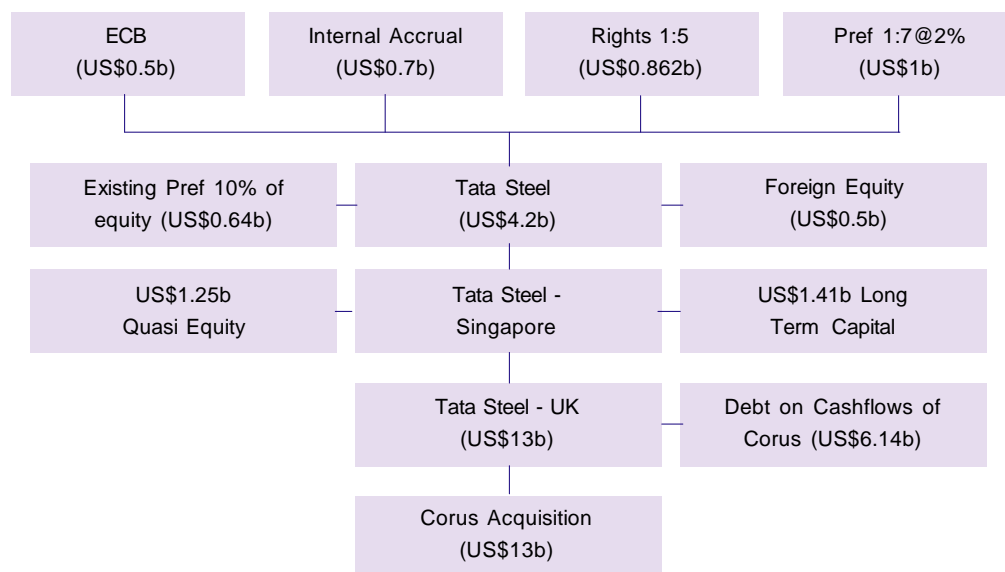 ECB
(US$0.5b)
Internal Accrual
(US$0.7b)
Rights 1:5
(US$0.862b)
Pref 1:7@2%
(US$1b)
Existing Pref 10% of
equity (US$0.64b)
Tata Steel
(US$4.2b)
Foreign Equity
(US$0.5b)
US$1.25b
Quasi Equity
Tata Steel -
Singapore
US$1.41b Long
Term Capital
Tata Steel - UK
(US$13b)
Debt on Cashflows of
Corus (US$6.14b)
Corus Acquisition
(US$13b)